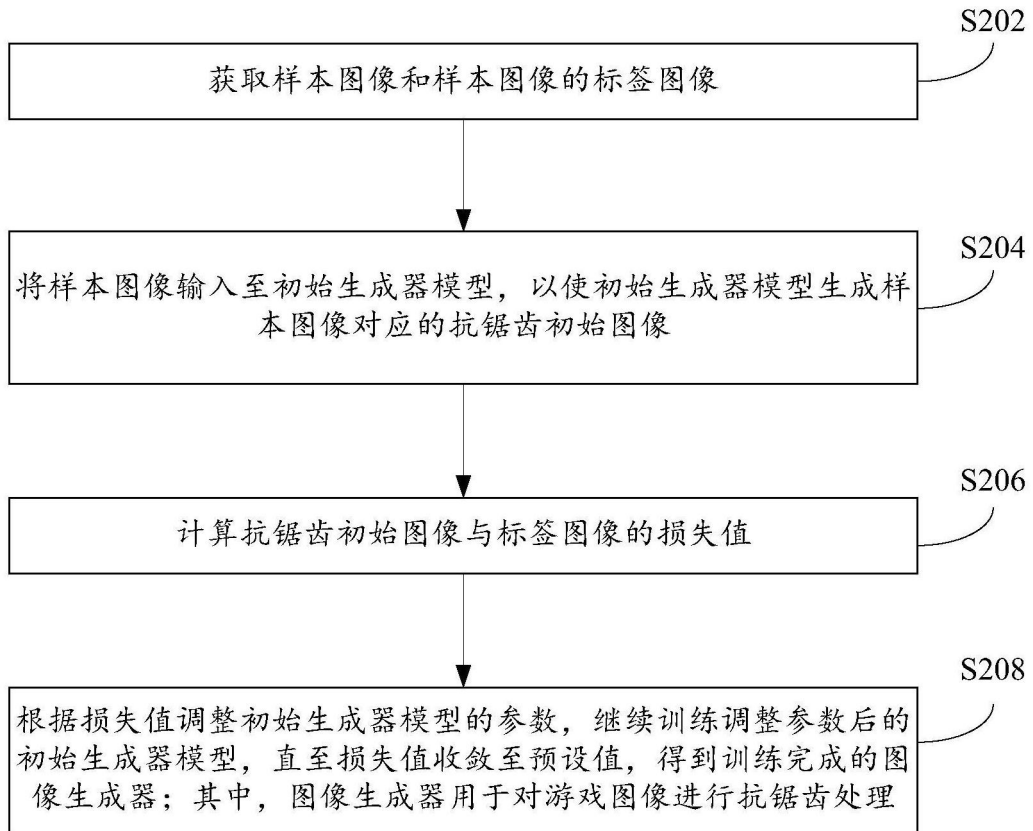 S202
获取样本图像和样本图像的标签图像
S204
将样本图像输入至初始生成器模型，以使初始生成器模型生成样
本图像对应的抗锯齿初始图像
S206
计算抗锯齿初始图像与标签图像的损失值
S208
根据损失值调整初始生成器模型的参数，继续训练调整参数后的
初始生成器模型，直至损失值收敛至预设值，得到训练完成的图
像生成器；其中，图像生成器用于对游戏图像进行抗锯齿处理